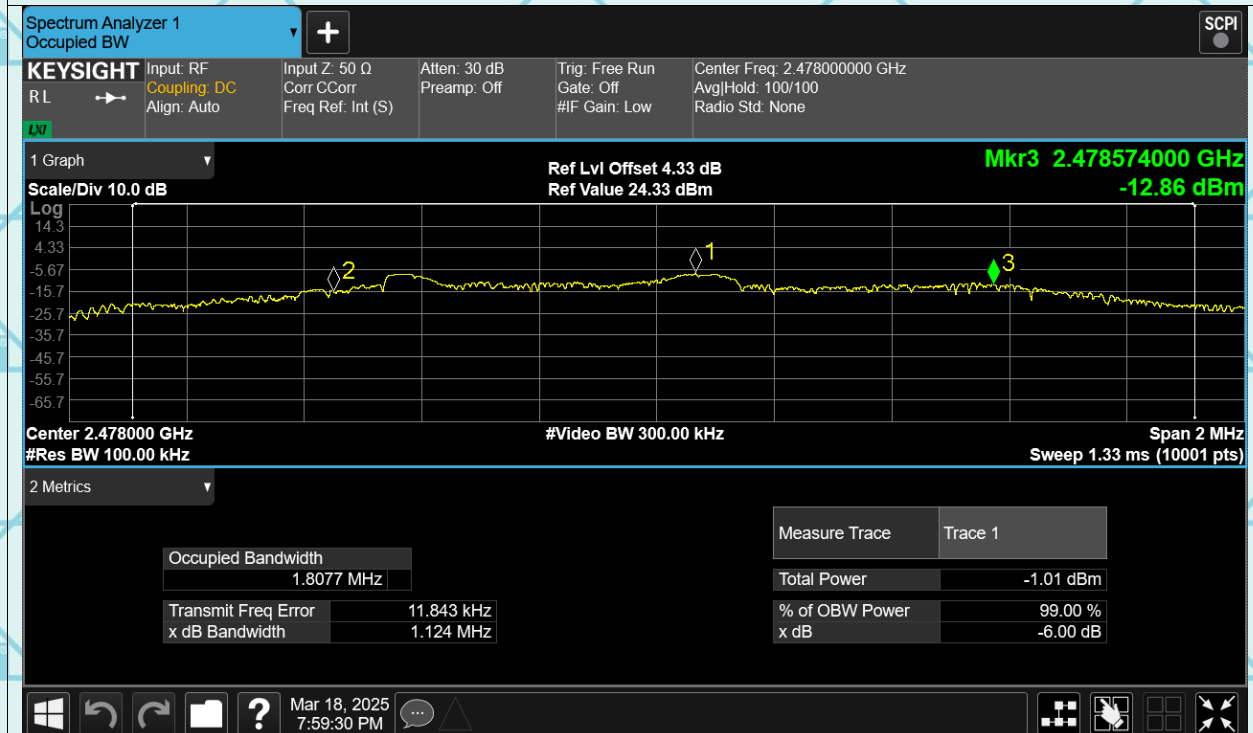 Spectrum Analyzer 1
Occupied BW
+
SCPI
KEYSIGHT
RL
LXI
Input: RF
Coupling: DC
Align: Auto
Input Z: 50 Ω
Corr CCorr
Freq Ref: Int (S)
Atten: 30 dB
Preamp: Off
Trig: Free Run
Gate: Off
#IF Gain: Low
Center Freq: 2.478000000 GHz
Avg|Hold: 100/100
Radio Std: None
1 Graph
Scale/Div 10.0 dB
Ref Lvl Offset 4.33 dB
Ref Value 24.33 dBm
Mkr3 2.478574000 GHz
-12.86 dBm
Log
14.3
4.33
-5.67
-15.7
-25.7
-35.7
-45.7
-55.7
-65.7
2
1
3
Center 2.478000 GHz
#Video BW 300.00 kHz
Span 2 MHz
#Res BW 100.00 kHz
Sweep 1.33 ms (10001 pts)
2 Metrics
Occupied Bandwidth
1.8077 MHz
Transmit Freq Error 11.843 kHz
x dB Bandwidth 1.124 MHz
Measure Trace Trace 1
Total Power -1.01 dBm
% of OBW Power 99.00 %
x dB -6.00 dB
?
Mar 18, 2025
7:59:30 PM